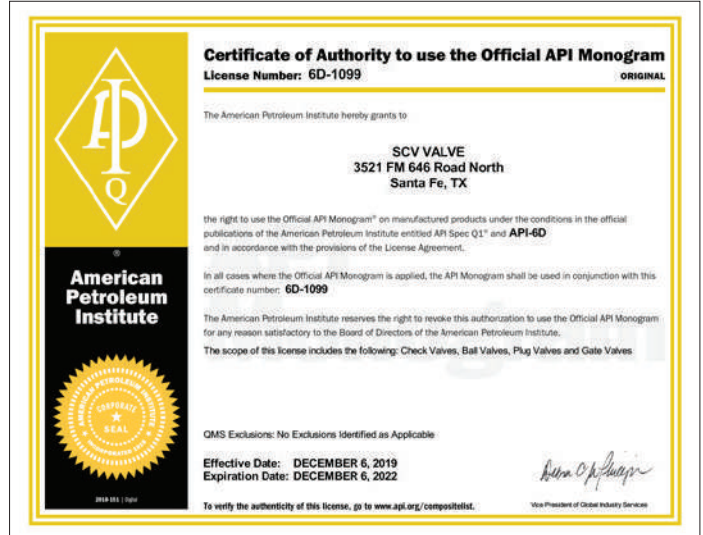 Certificate of Authority to use the Official API Monogram
License Number: 6D-1099
ORIGINAL
The American Petroleum Institute hereby grants to
SCV VALVE
3521 FM 646 Road North
Santa Fe, TX
the right to use the Official API Monogram® on manufactured products under the conditions in the official
publications of the American Petroleum Institute entitled API Spec Q1® and API-6D
and in accordance with the provisions of the License Agreement.
In all cases where the Official API Monogram is applied, the API Monogram shall be used in conjunction with this
certificate number: 6D-1099
The American Petroleum Institute reserves the right to revoke this authorization to use the Official API Monogram
for any reason satisfactory to the Board of Directors of the American Petroleum Institute.
The scope of this license includes the following: Check Valves, Ball Valves, Plug Valves and Gate Valves
QMS Exclusions: No Exclusions Identified as Applicable
Effective Date: DECEMBER 6, 2019
Expiration Date: DECEMBER 6, 2022
To verify the authenticity of this license, go to www.api.org/compositelist.
Vice President of Global Industry Services
API
Q
®
American
Petroleum
Institute
AMERICAN PETROLEUM INSTITUTE
CORPORATE
SEAL
2018-151 | Digital